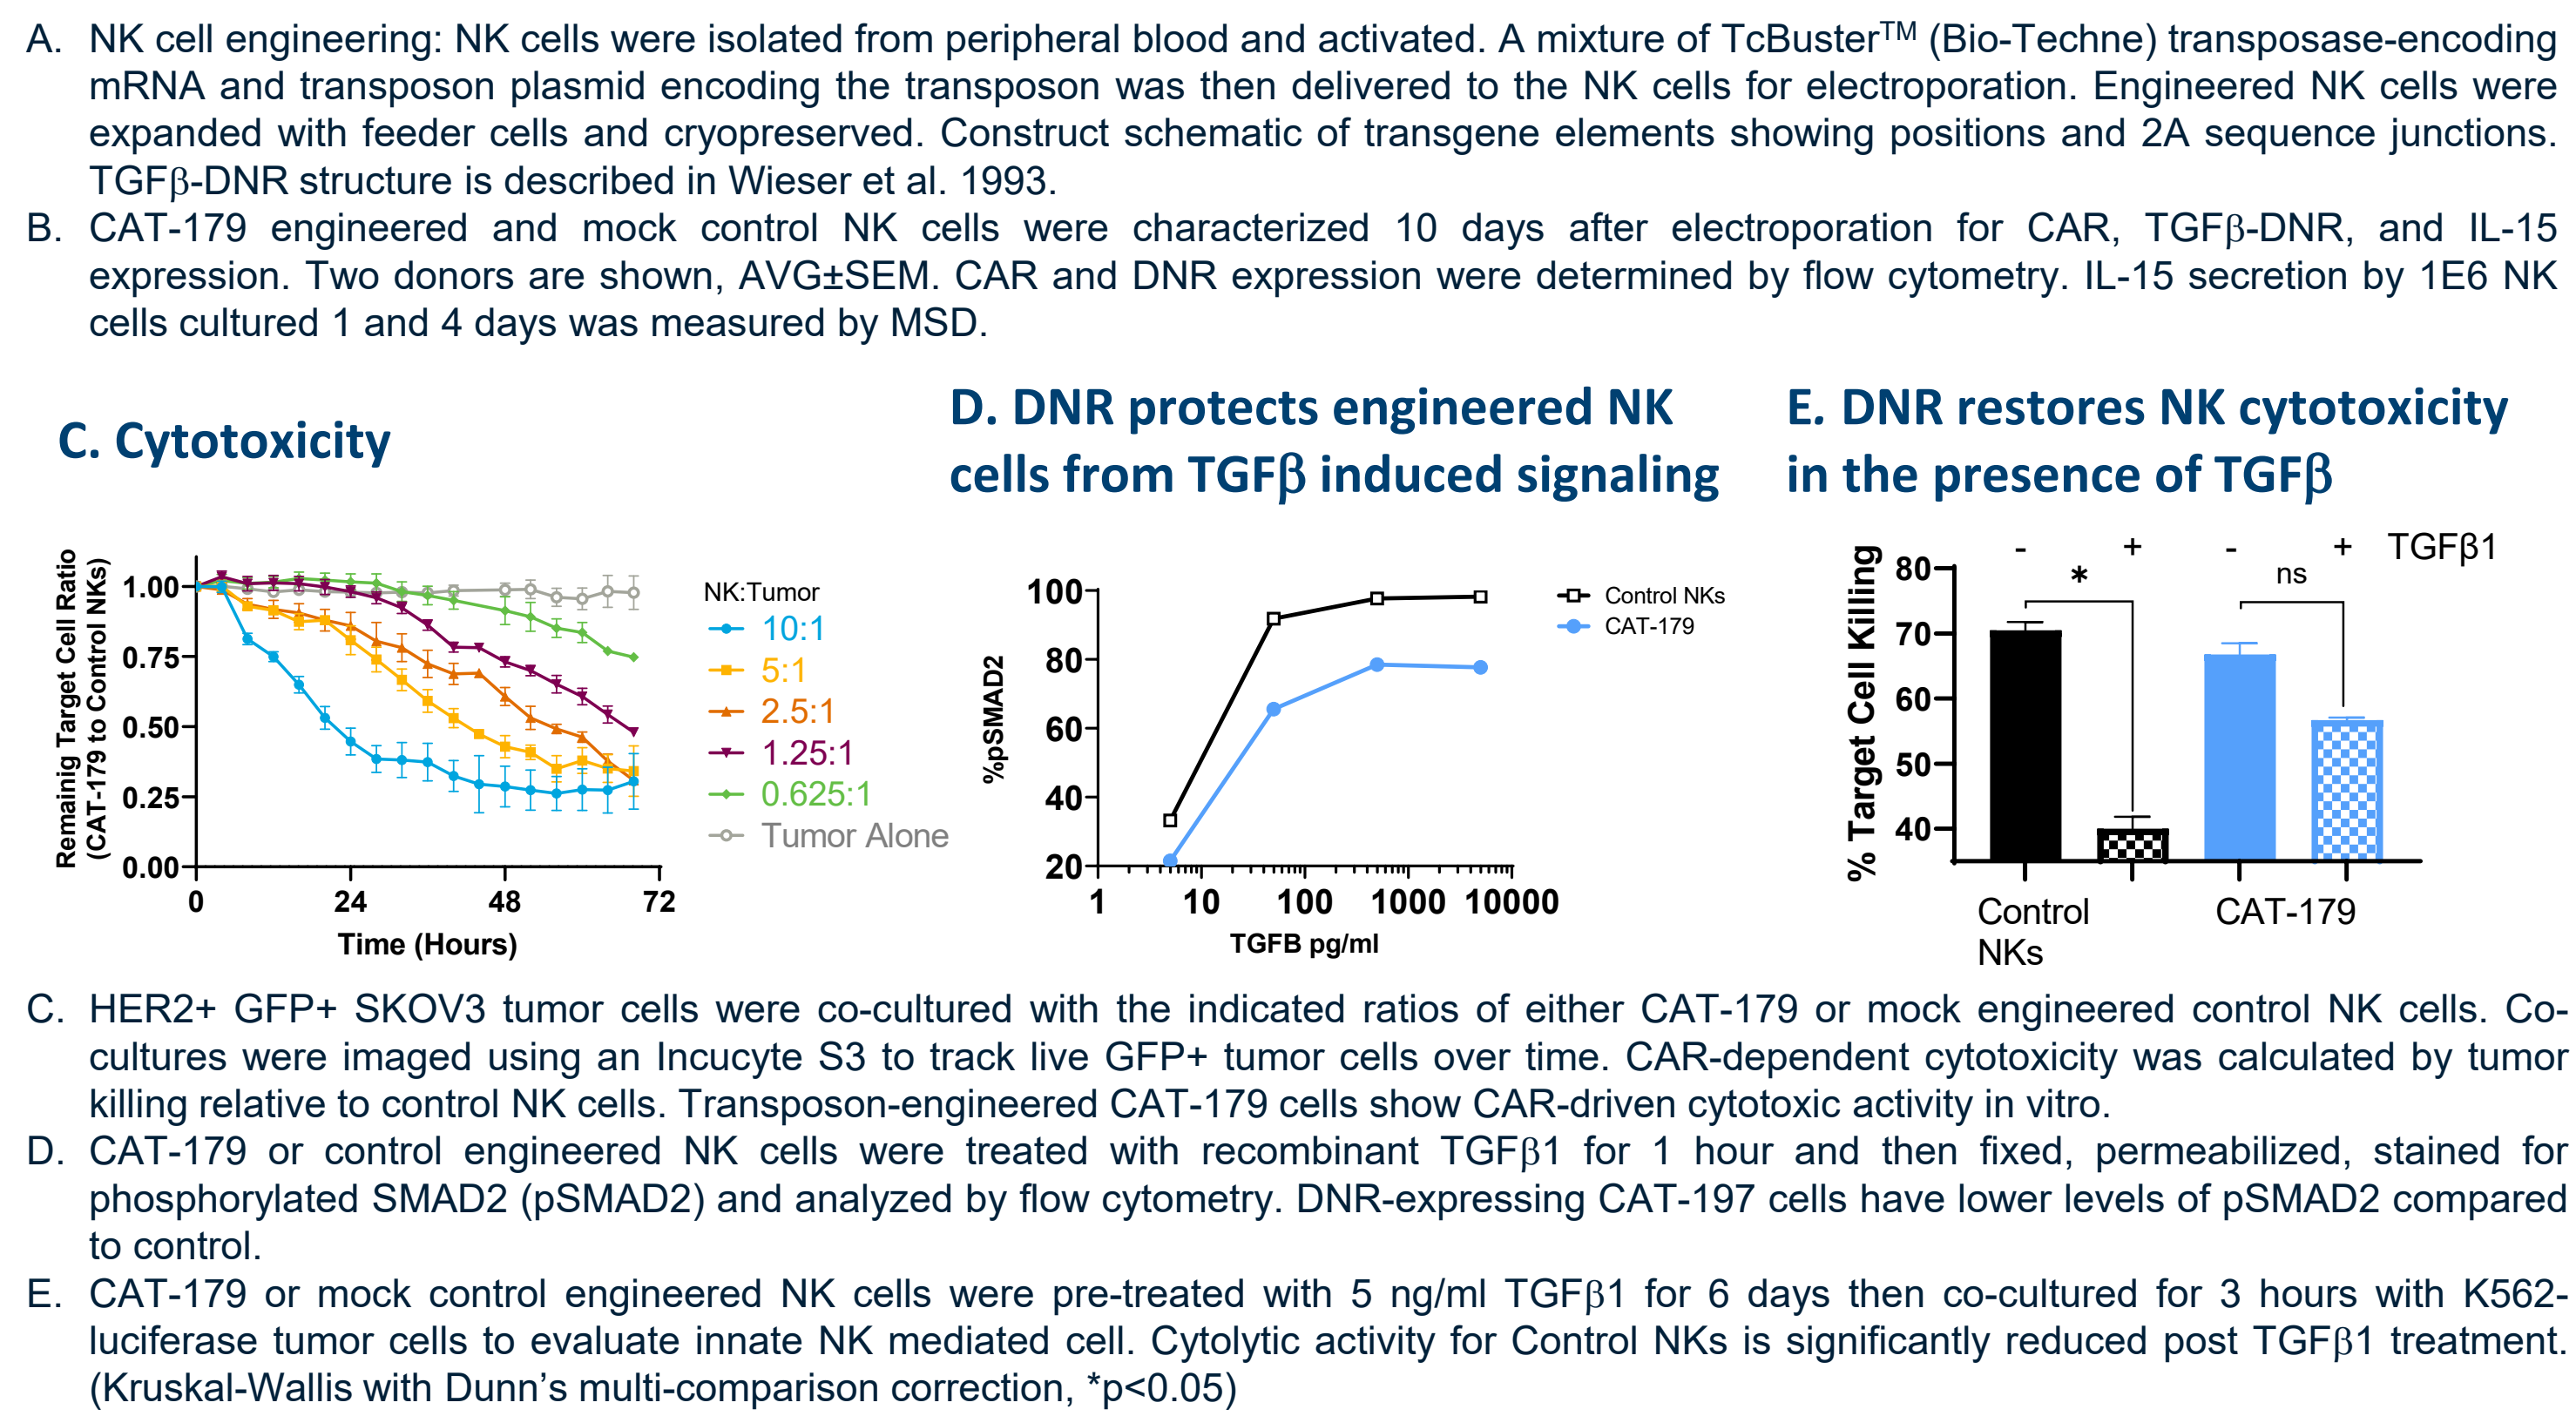 A. NK cell engineering: NK cells were isolated from peripheral blood and activated. A mixture of TcBuster™ (Bio-Techne) transposase-encoding
mRNA and transposon plasmid encoding the transposon was then delivered to the NK cells for electroporation. Engineered NK cells were
expanded with feeder cells and cryopreserved. Construct schematic of transgene elements showing positions and 2A sequence junctions.
TGFβ-DNR structure is described in Wieser et al. 1993.
B. CAT-179 engineered and mock control NK cells were characterized 10 days after electroporation for CAR, TGFβ-DNR, and IL-15
expression. Two donors are shown, AVG±SEM. CAR and DNR expression were determined by flow cytometry. IL-15 secretion by 1E6 NK
cells cultured 1 and 4 days was measured by MSD.
C. Cytotoxicity
Remainig Target Cell Ratio
(CAT-179 to Control NKs)
1.00
0.75
0.50
0.25
0.00
0 24 48 72
Time (Hours)
NK:Tumor
10:1
5:1
2.5:1
1.25:1
0.625:1
Tumor Alone
D. DNR protects engineered NK
cells from TGFβ induced signaling
%pSMAD2
100
80
60
40
20
1 10 100 1000 10000
TGFB pg/ml
Control NKs
CAT-179
E. DNR restores NK cytotoxicity
in the presence of TGFβ
% Target Cell Killing
- + - + TGFβ1
* ns
80
70
60
50
40
Control
NKs
CAT-179
C. HER2+ GFP+ SKOV3 tumor cells were co-cultured with the indicated ratios of either CAT-179 or mock engineered control NK cells. Co-
cultures were imaged using an Incucyte S3 to track live GFP+ tumor cells over time. CAR-dependent cytotoxicity was calculated by tumor
killing relative to control NK cells. Transposon-engineered CAT-179 cells show CAR-driven cytotoxic activity in vitro.
D. CAT-179 or control engineered NK cells were treated with recombinant TGFβ1 for 1 hour and then fixed, permeabilized, stained for
phosphorylated SMAD2 (pSMAD2) and analyzed by flow cytometry. DNR-expressing CAT-197 cells have lower levels of pSMAD2 compared
to control.
E. CAT-179 or mock control engineered NK cells were pre-treated with 5 ng/ml TGFβ1 for 6 days then co-cultured for 3 hours with K562-
luciferase tumor cells to evaluate innate NK mediated cell. Cytolytic activity for Control NKs is significantly reduced post TGFβ1 treatment.
(Kruskal-Wallis with Dunn’s multi-comparison correction, *p<0.05)